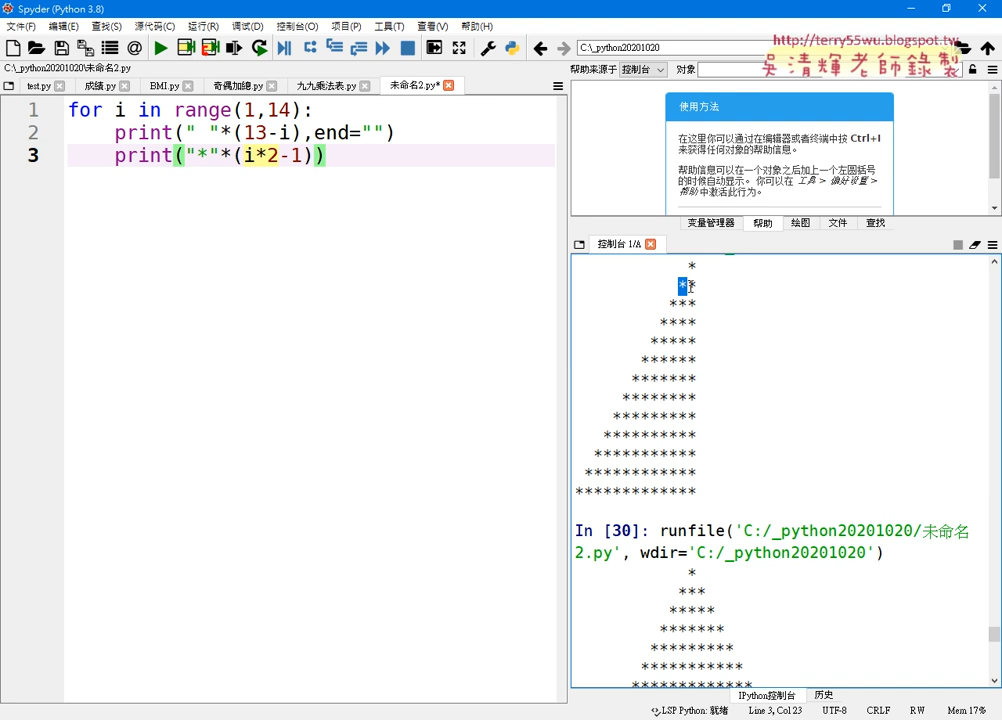 Spyder (Python 3.8)
文件(F) 编辑(E) 查找(S) 源代码(C) 运行(R) 调试(D) 控制台(O) 项目(P) 工具(T) 查看(V) 帮助(H)
C:\_python20201020
http://terry55wu.blogspot.tw
吳清輝老師錄製
C:\_python20201020\未命名2.py
帮助来源于 控制台 对象
test.py 成绩.py BMI.py 奇偶加總.py 九九乘法表.py 未命名2.py*
1 for i in range(1,14):
2     print(" "*(13-i),end="")
3     print("*"*(i*2-1))
使用方法
在这里你可以通过在编辑器或者终端中按 Ctrl+I
来获得任何对象的帮助信息。
帮助信息可以在一个对象之后加上一个左圆括号
的时候自动显示。 你可以在 工具 > 偏好设置 >
帮助 中激活此行为。
变量管理器 帮助 绘图 文件 查找
控制台 1/A
            *
           **
          ***
         ****
        *****
       ******
      *******
     ********
    *********
   **********
  ***********
 ************
*************
In [30]: runfile('C:/_python20201020/未命名
2.py', wdir='C:/_python20201020')
            *
           ***
          *****
         *******
        *********
       ***********
      *************
IPython控制台 历史
LSP Python: 就绪 Line 3, Col 23 UTF-8 CRLF RW Mem 17%